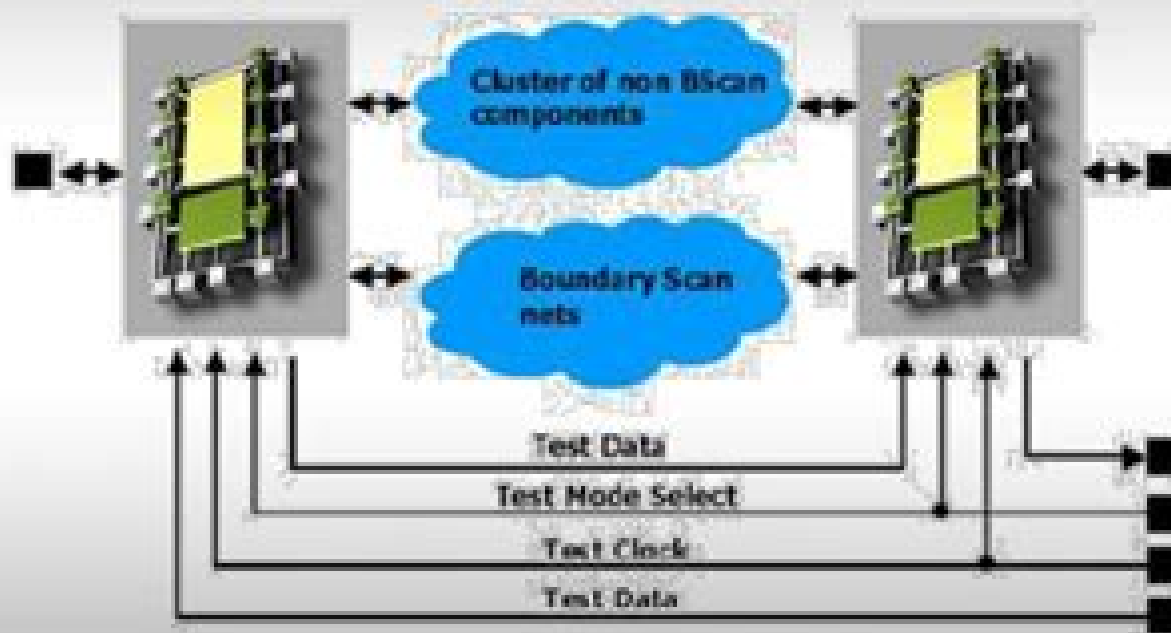 Cluster of non BScan
components
Boundary Scan
nets
Test Data
Test Mode Select
Test Clock
Test Data